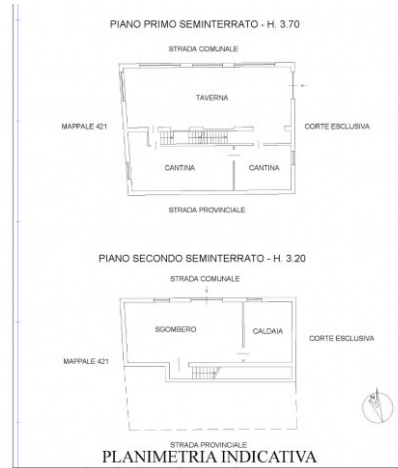 PIANO PRIMO SEMINTERRATO - H. 3.70
STRADA COMUNALE
TAVERNA
MAPPALE 421
CORTE ESCLUSIVA
CANTINA
CANTINA
STRADA PROVINCIALE
PIANO SECONDO SEMINTERRATO - H. 3.20
STRADA COMUNALE
SGOMBERO
CALDAIA
CORTE ESCLUSIVA
MAPPALE 421
N
STRADA PROVINCIALE
PLANIMETRIA INDICATIVA